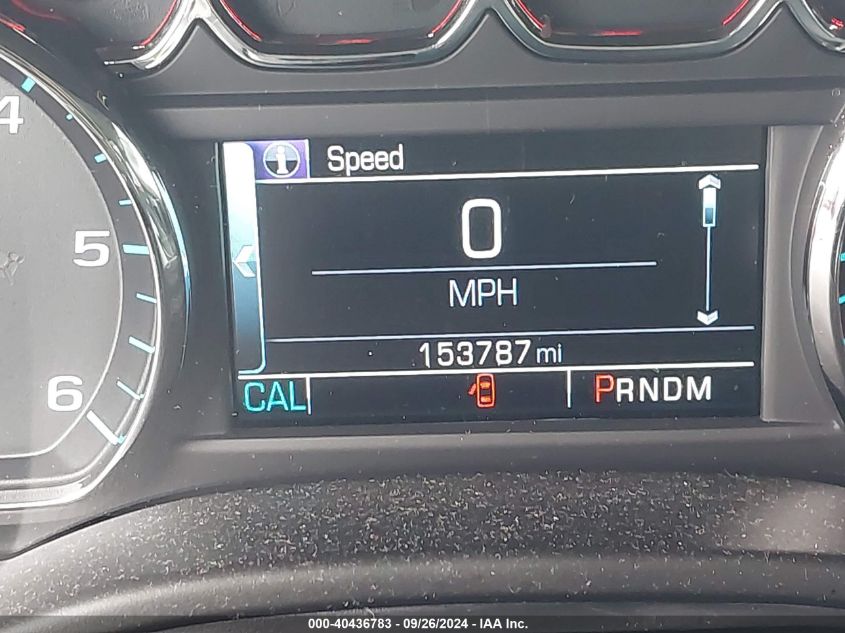 4
5
6
i
Speed
0
MPH
153787 mi
CAL
PRNDM
000-40436783 / 09/26/2024 - IAA Inc.